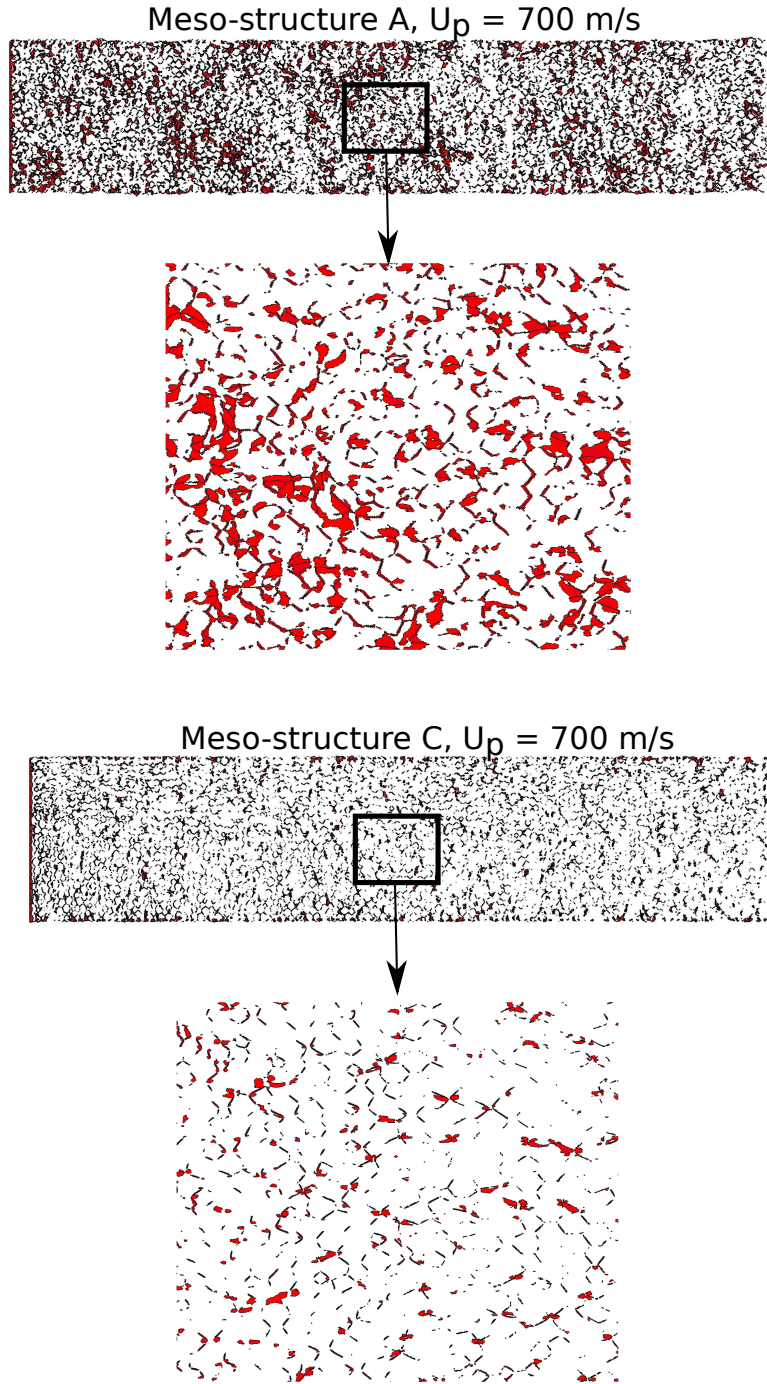 Meso-structure A, Up = 700 m/s
Meso-structure C, Up = 700 m/s